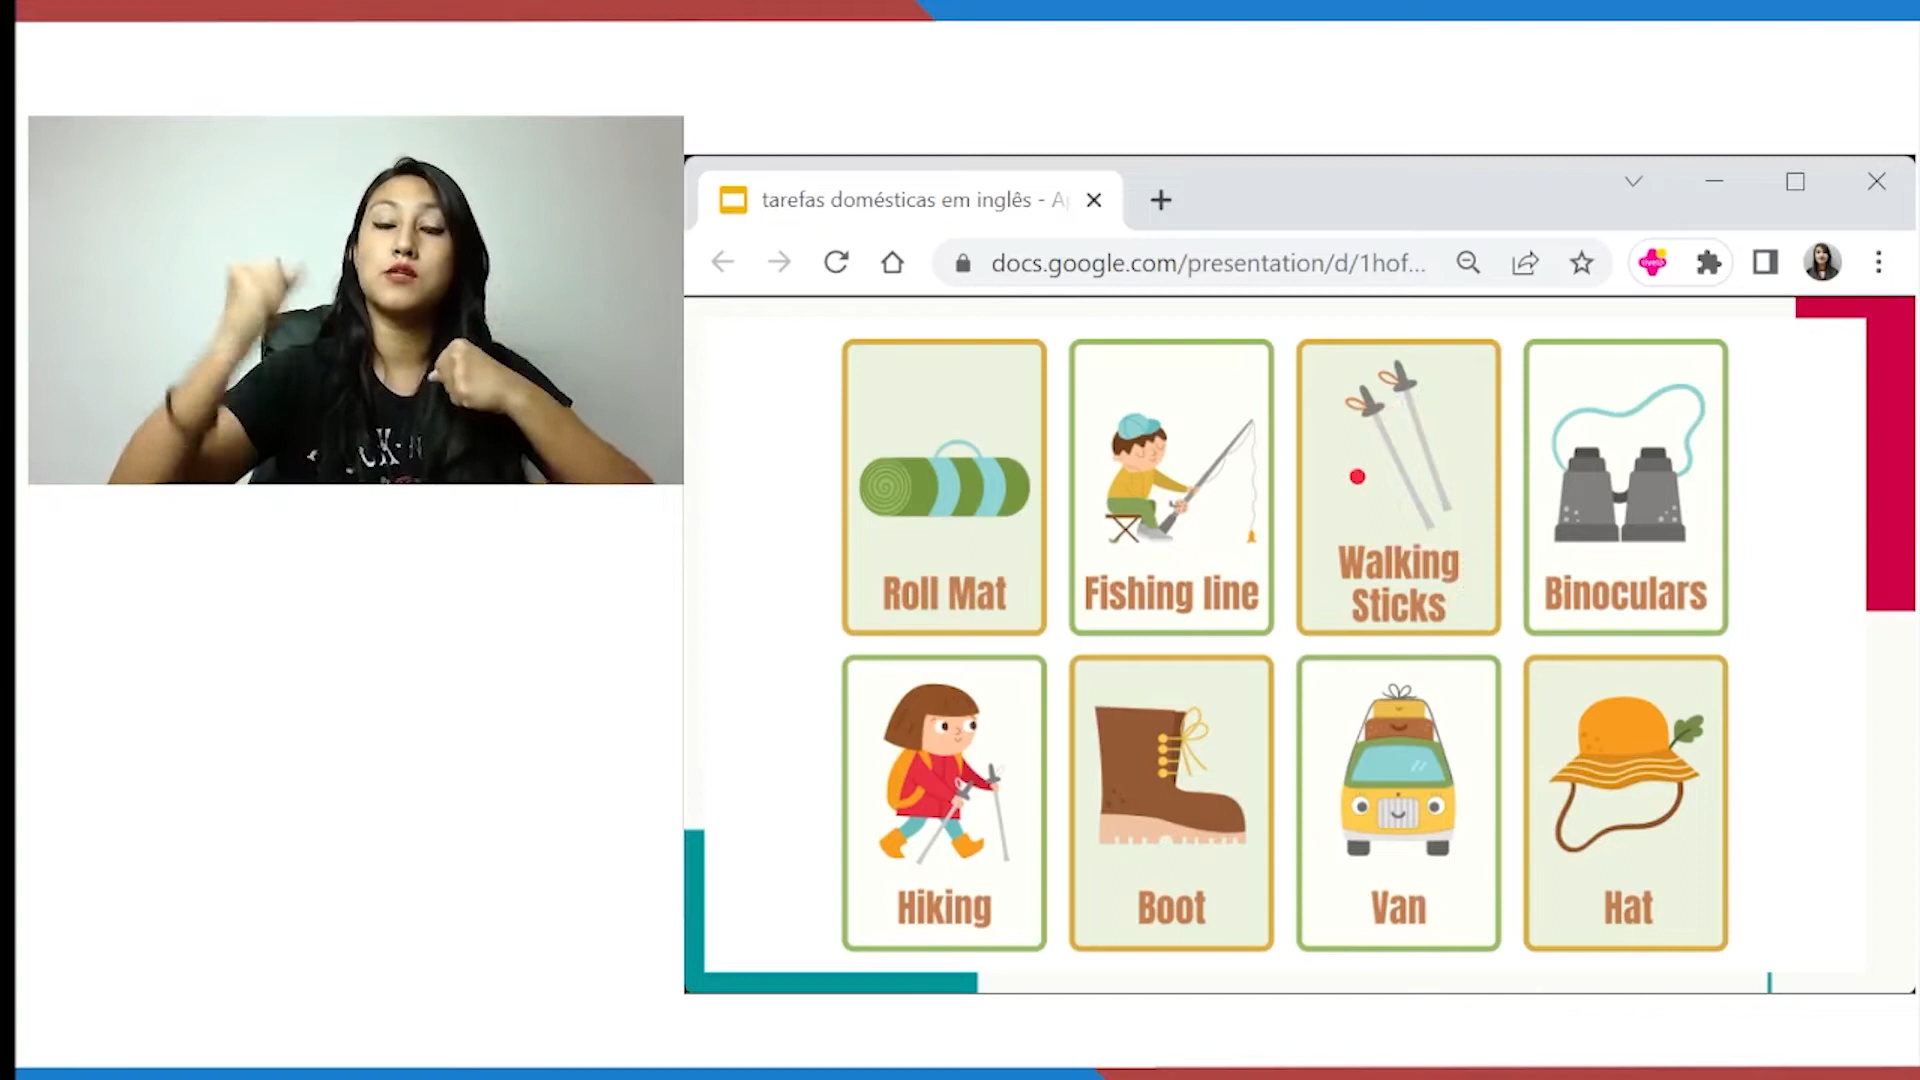 tarefas domésticas em inglês - A
docs.google.com/presentation/d/1hof...
Roll Mat
Fishing line
Walking
Sticks
Binoculars
Hiking
Boot
Van
Hat